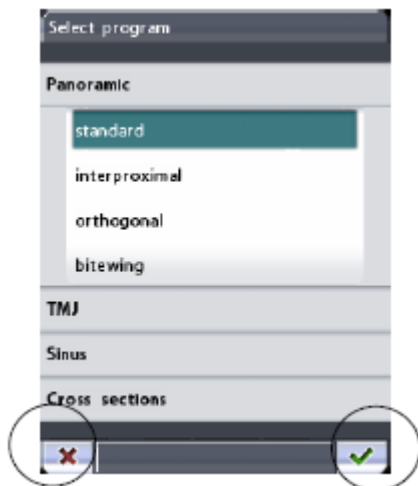 Select program
Panoramic
standard
interproximal
orthogonal
bitewing
TMJ
Sinus
Cross sections